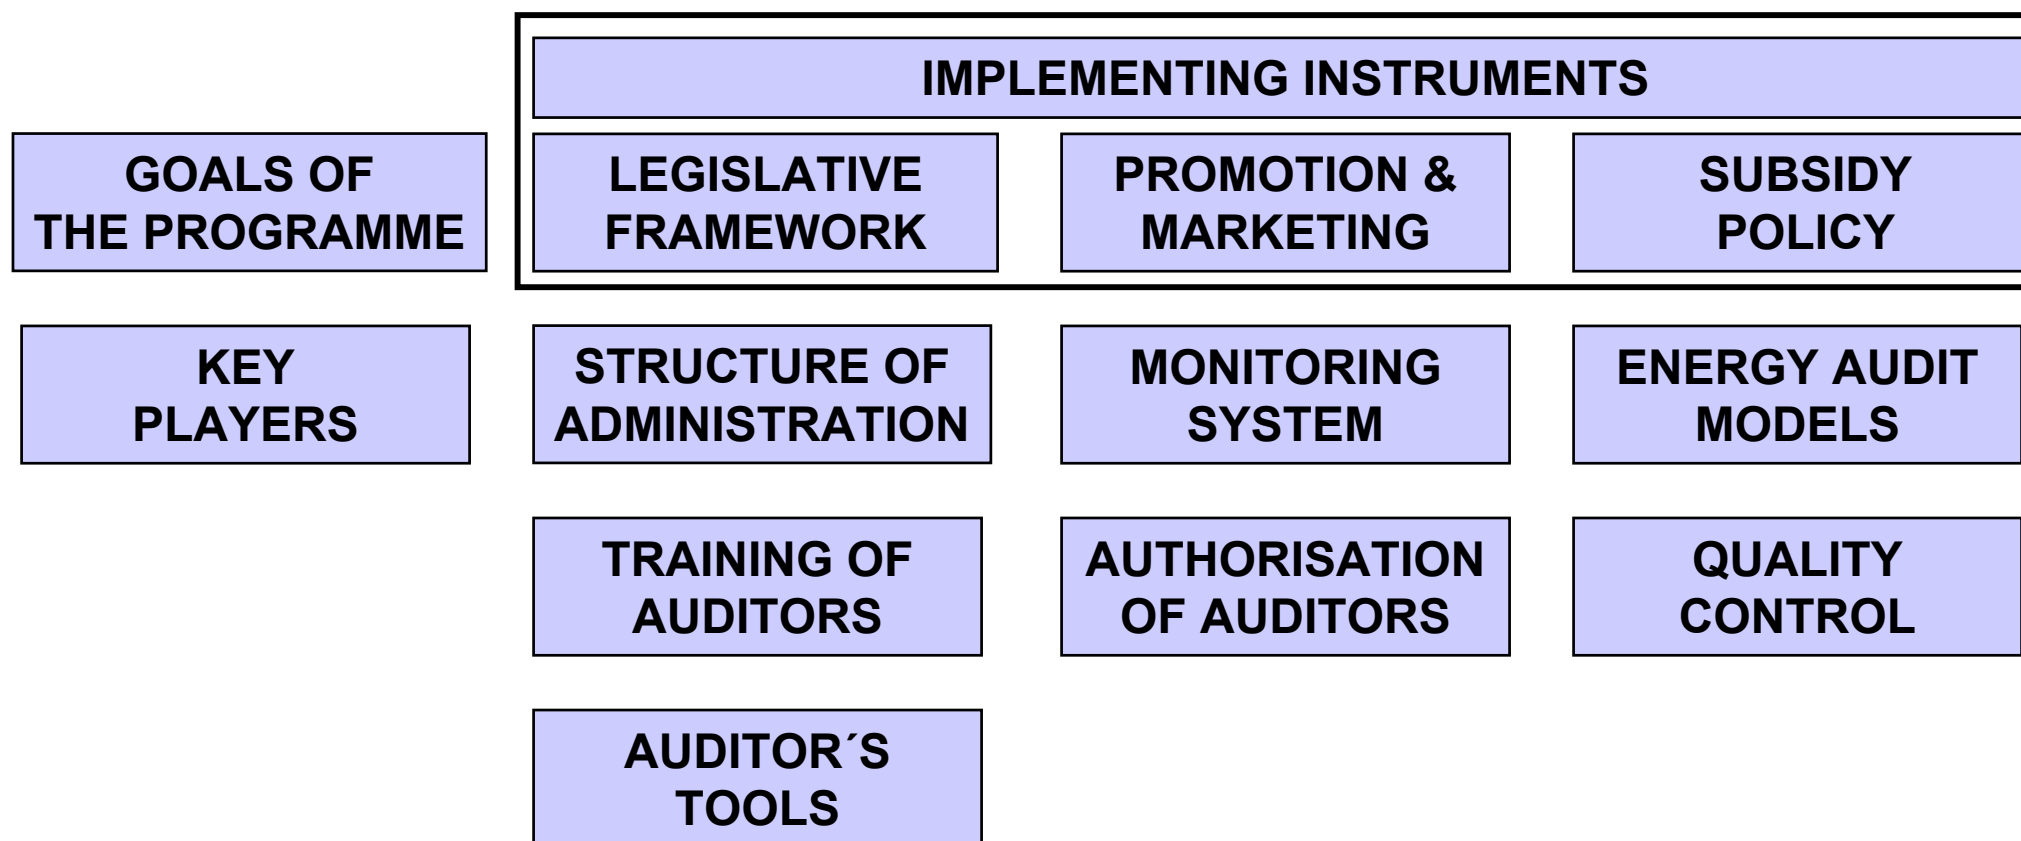 IMPLEMENTING INSTRUMENTS
GOALS OF
THE PROGRAMME
LEGISLATIVE
FRAMEWORK
PROMOTION &
MARKETING
SUBSIDY
POLICY
KEY
PLAYERS
STRUCTURE OF
ADMINISTRATION
MONITORING
SYSTEM
ENERGY AUDIT
MODELS
TRAINING OF
AUDITORS
AUTHORISATION
OF AUDITORS
QUALITY
CONTROL
AUDITOR´S
TOOLS